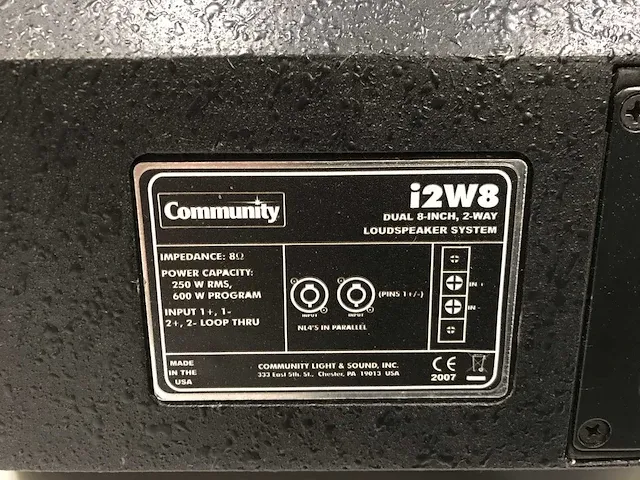 Community
i2W8
DUAL 8-INCH, 2-WAY
LOUDSPEAKER SYSTEM
IMPEDANCE: 8Ω
POWER CAPACITY:
250 W RMS,
600 W PROGRAM
INPUT 1+, 1-
2+, 2- LOOP THRU
INPUT INPUT
(PINS 1+/-)
NL4'S IN PARALLEL
IN +
IN -
MADE
IN THE
USA
COMMUNITY LIGHT & SOUND, INC.
333 East 5th. St., Chester, PA 19013 USA
CE
2007